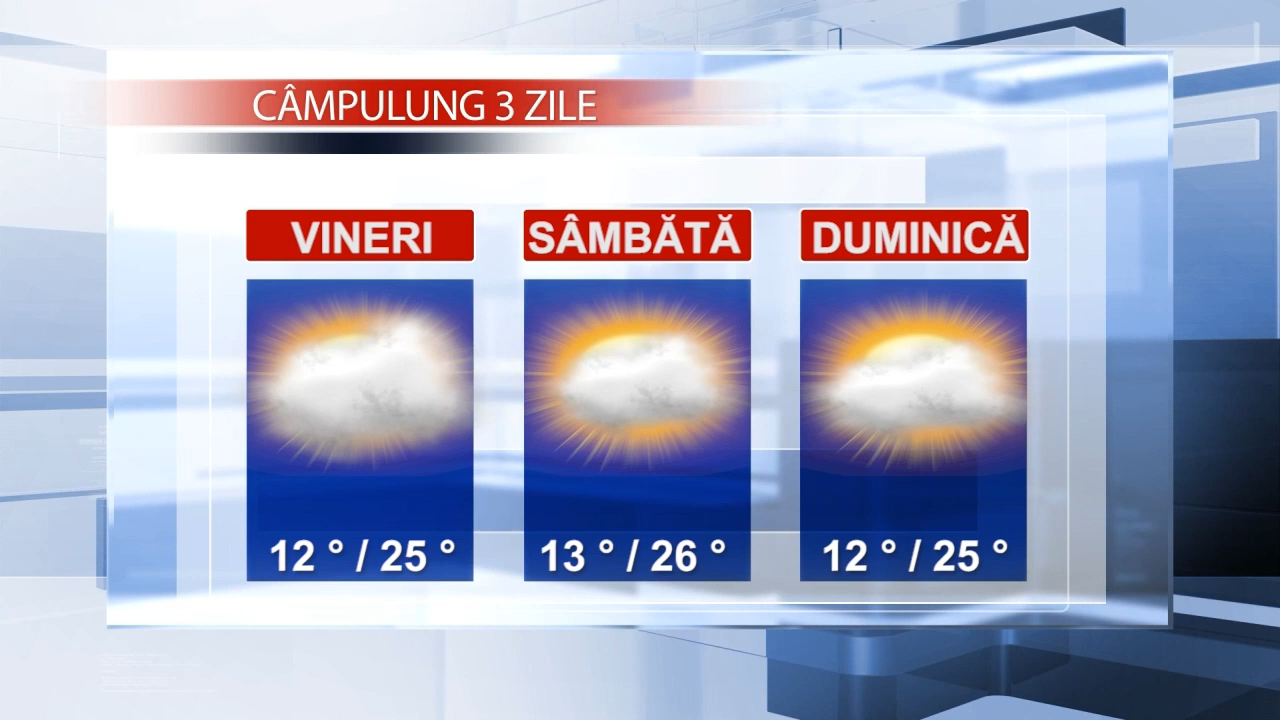 CÂMPULUNG 3 ZILE
VINERI
SÂMBĂTĂ
DUMINICĂ
12 ° / 25 °
13 ° / 26 °
12 ° / 25 °